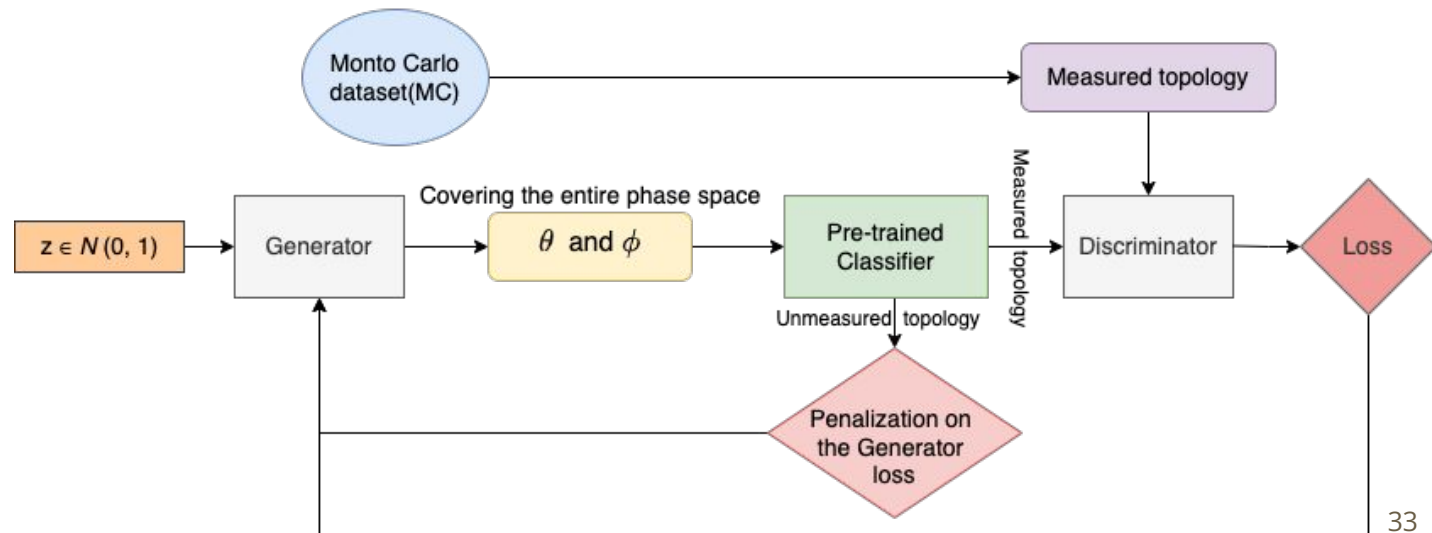 Monto Carlo
dataset(MC)
Measured topology
Covering the entire phase space
z ∈ N (0, 1)
Generator
θ and ϕ
Pre-trained
Classifier
Measured topology
Discriminator
Loss
Unmeasured topology
Penalization on
the Generator
loss
33